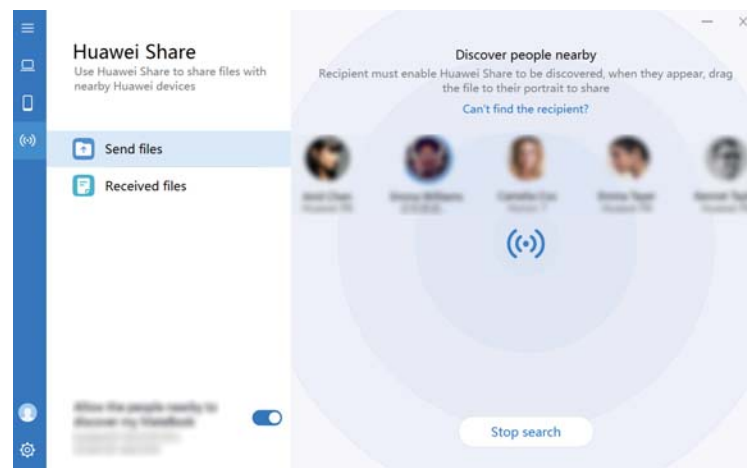 Huawei Share
Use Huawei Share to share files with
nearby Huawei devices
Send files
Received files
Discover people nearby
Recipient must enable Huawei Share to be discovered, when they appear, drag
the file to their portrait to share
Can't find the recipient?
Stop search